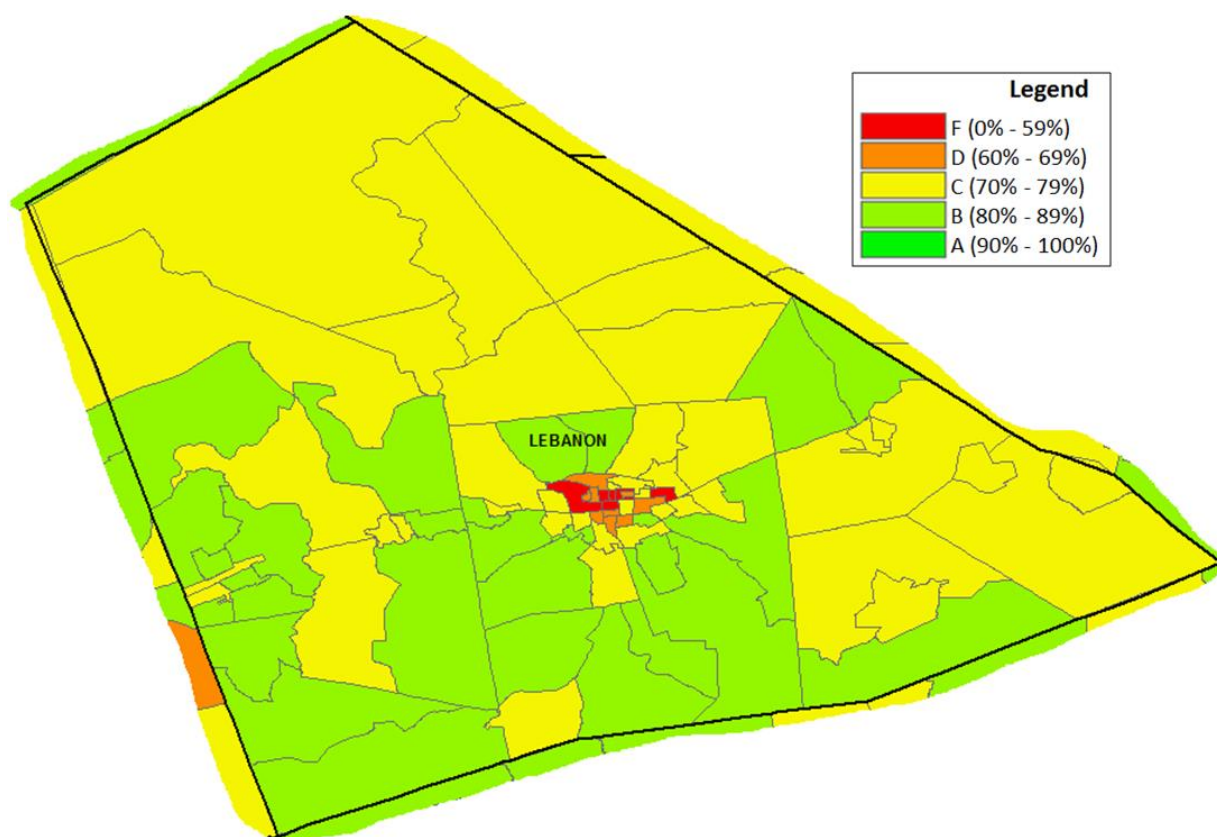 Legend
F (0% - 59%)
D (60% - 69%)
C (70% - 79%)
B (80% - 89%)
A (90% - 100%)
LEBANON